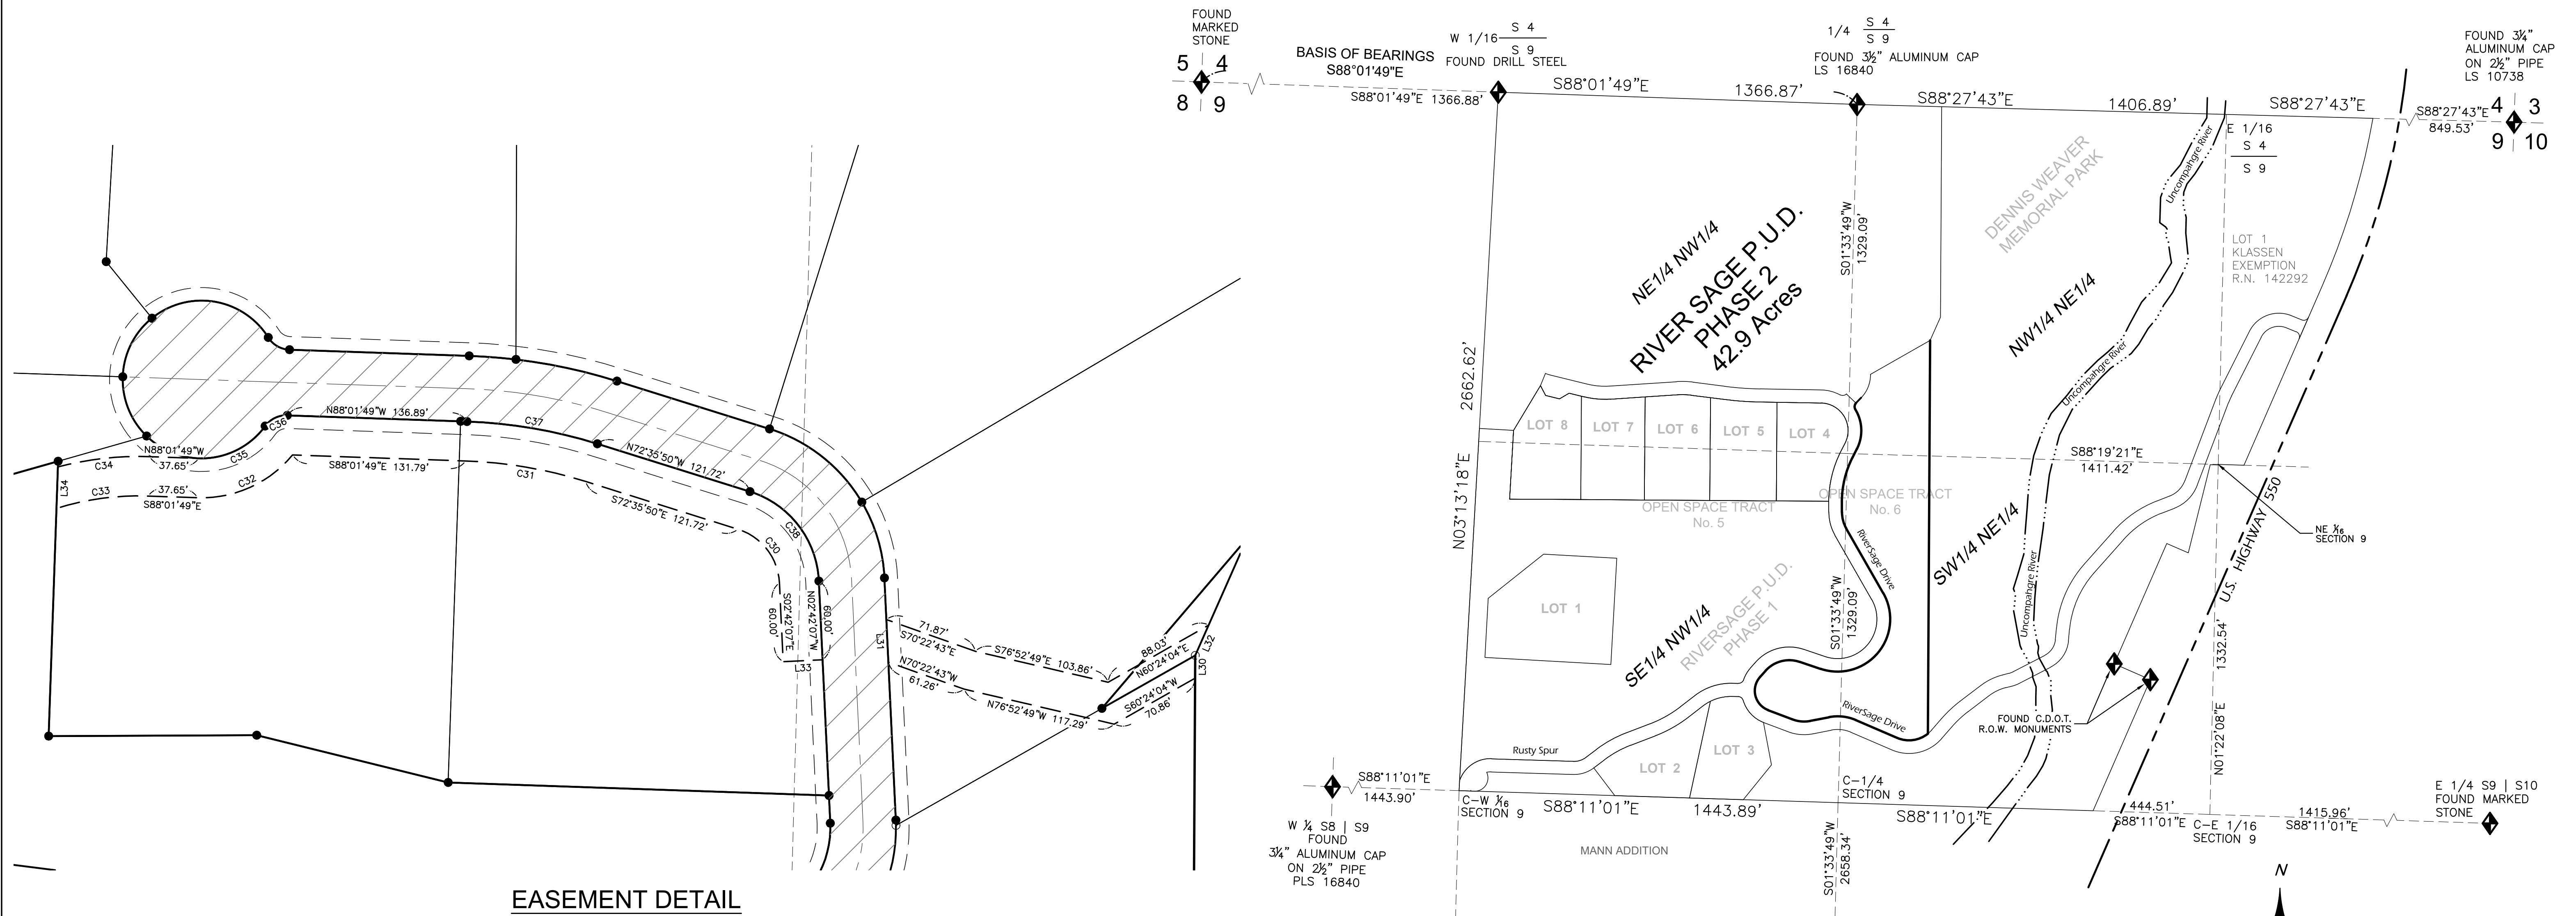 N88°01'49"W 136.89'
C36
C37
N72°35'50"W 121.72'
N88°01'49"W
37.65'
C34
C35
C33
37.65'
S88°01'49"E
C32
L34
S88°01'49"E 131.79'
C31
S72°35'50"E 121.72'
C30
C38
S02°42'07"E
60.00'
N02°42'07"W
60.00'
L33
L31
71.87'
S70°22'43"E
S76°52'49"E 103.86'
88.03'
N60°24'04"E
L32
L30
N70°22'43"W
61.26'
N76°52'49"W 117.29'
S60°24'04"W
70.86'
EASEMENT DETAIL
FOUND
MARKED
STONE
5 4
8 9
BASIS OF BEARINGS
S88°01'49"E
S88°01'49"E 1366.88'
W 1/16 S 4
S 9
FOUND DRILL STEEL
S88°01'49"E
1366.87'
1/4 S 4
S 9
FOUND 3½" ALUMINUM CAP
LS 16840
S88°27'43"E
1406.89'
S88°27'43"E
S88°27'43"E
849.53'
FOUND 3¼"
ALUMINUM CAP
ON 2½" PIPE
LS 10738
4 3
9 10
E 1/16
S 4
S 9
Uncompahgre River
DENNIS WEAVER
MEMORIAL PARK
LOT 1
KLASSEN
EXEMPTION
R.N. 142292
NE1/4 NW1/4
RIVER SAGE P.U.D.
PHASE 2
42.9 Acres
S01°33'49"W
1329.09'
NW1/4 NE1/4
Uncompahgre River
2662.62'
N03°13'18"E
LOT 8
LOT 7
LOT 6
LOT 5
LOT 4
S88°19'21"E
1411.42'
OPEN SPACE TRACT
No. 5
OPEN SPACE TRACT
No. 6
U.S. HIGHWAY 550
NE 1/16
SECTION 9
RiverSage Drive
SW1/4 NE1/4
Uncompahgre River
LOT 1
SE1/4 NW1/4
RIVERSAGE P.U.D.
PHASE 1
S01°33'49"W
1329.09'
1332.54'
N01°22'08"E
FOUND C.D.O.T.
R.O.W. MONUMENTS
RiverSage Drive
Rusty Spur
LOT 2
LOT 3
S88°11'01"E
1443.90'
C-W 1/16
SECTION 9
S88°11'01"E
1443.89'
C-1/4
SECTION 9
S88°11'01"E
444.51'
S88°11'01"E
C-E 1/16
SECTION 9
1415.96'
S88°11'01"E
E 1/4 S9 | S10
FOUND MARKED
STONE
W ¼ S8 | S9
FOUND
3¼" ALUMINUM CAP
ON 2½" PIPE
PLS 16840
MANN ADDITION
S01°33'49"W
2658.34'
N